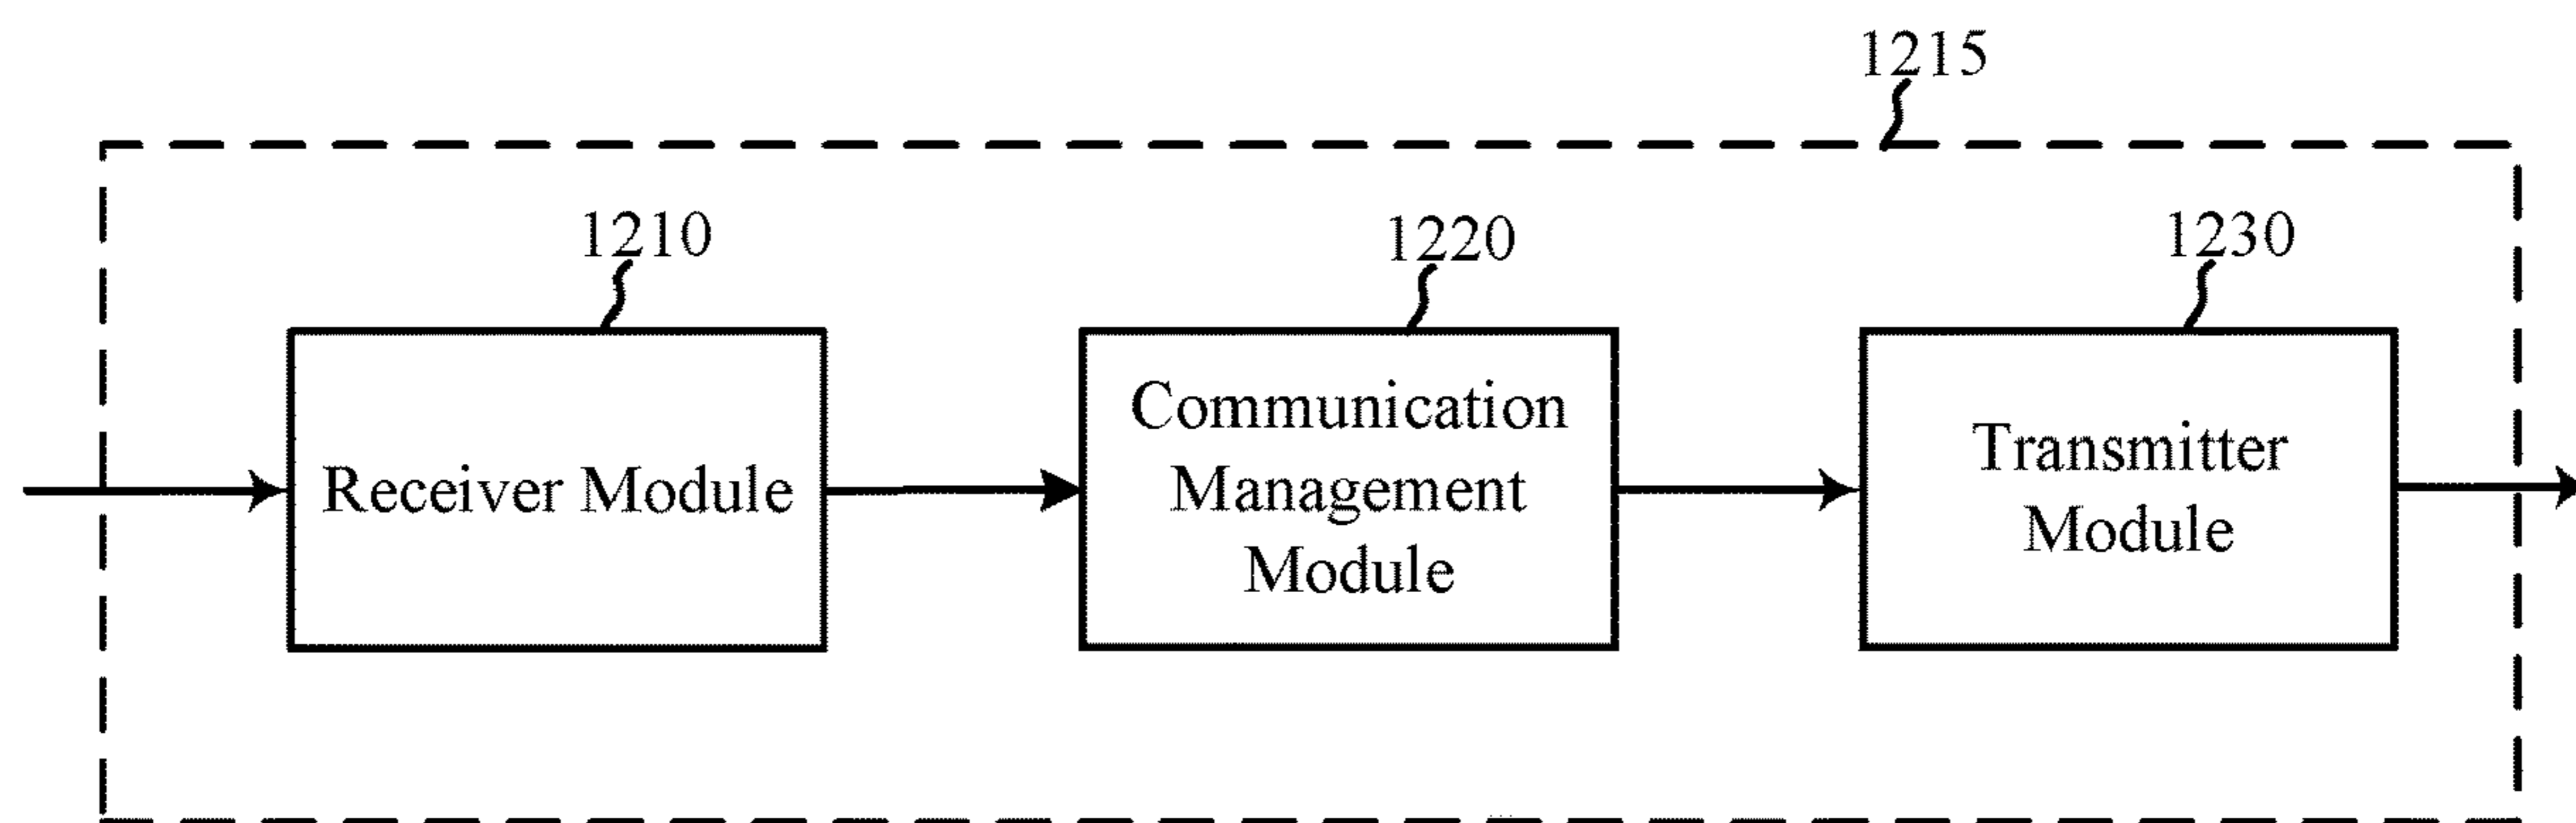 1215
1210
1220
1230
Receiver Module
Communication
Management
Module
Transmitter
Module